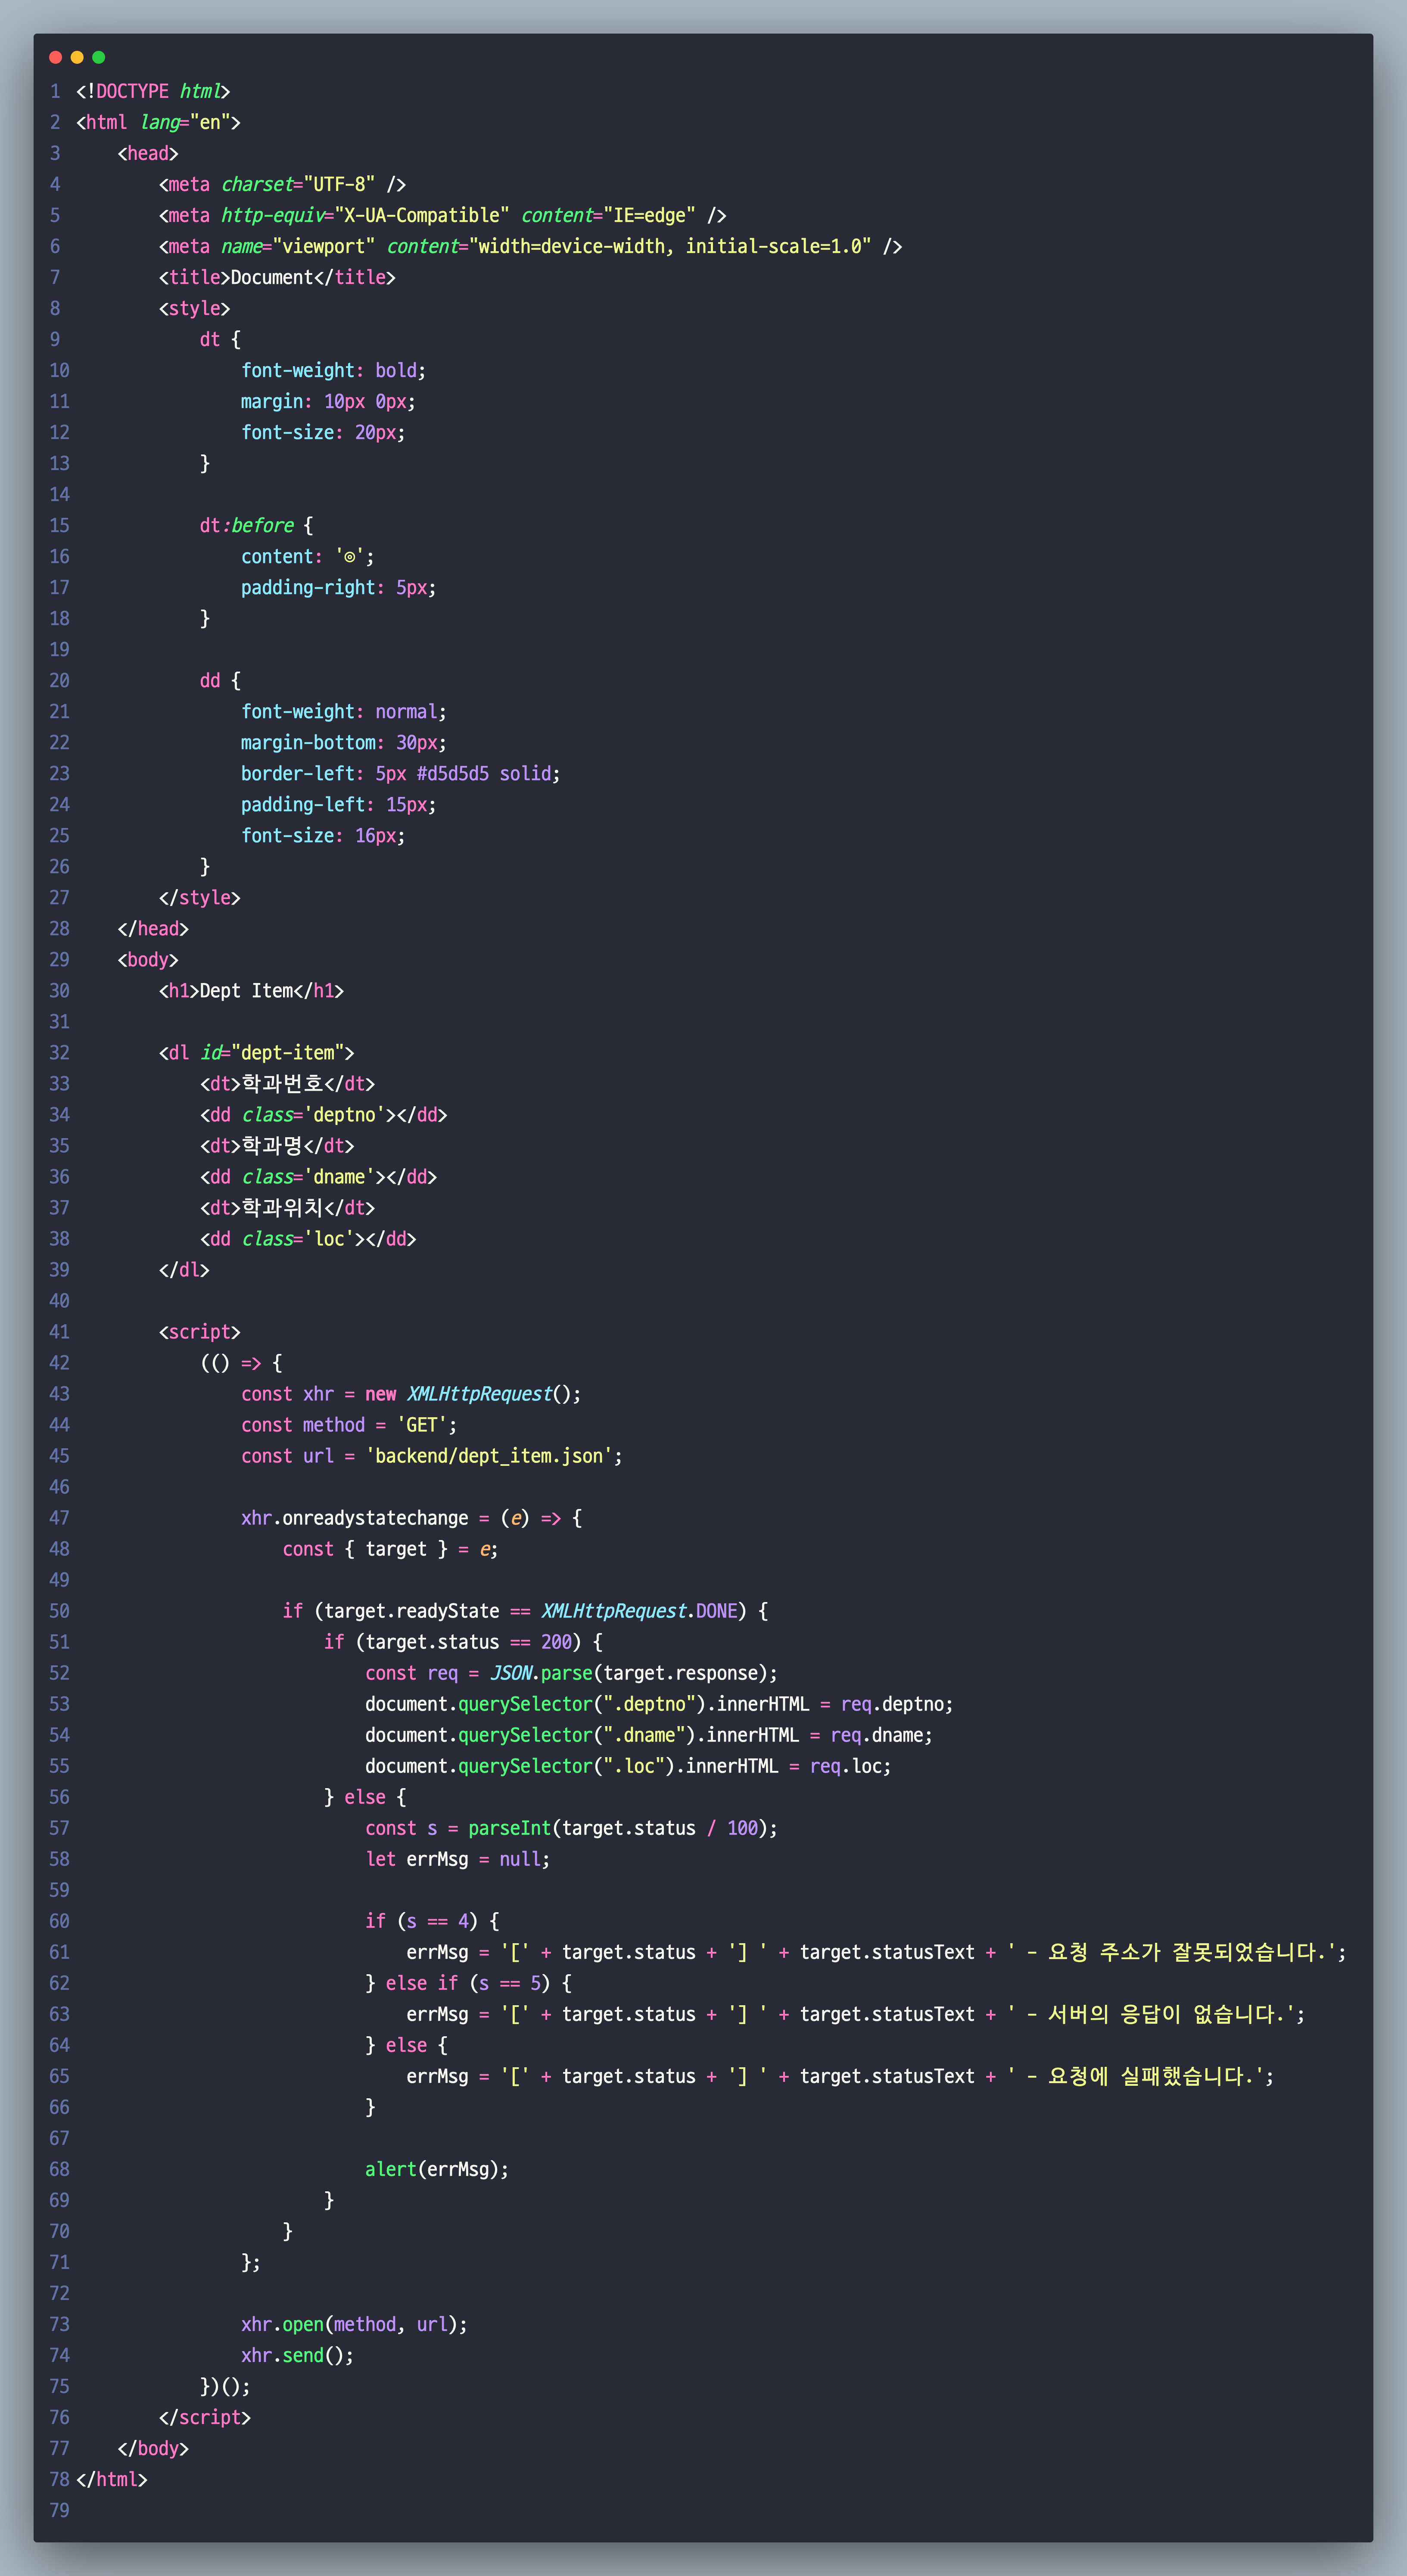 1 <!DOCTYPE html>
2 <html lang="en">
3     <head>
4         <meta charset="UTF-8" />
5         <meta http-equiv="X-UA-Compatible" content="IE=edge" />
6         <meta name="viewport" content="width=device-width, initial-scale=1.0" />
7         <title>Document</title>
8         <style>
9             dt {
10                 font-weight: bold;
11                 margin: 10px 0px;
12                 font-size: 20px;
13             }
14
15             dt:before {
16                 content: '◎';
17                 padding-right: 5px;
18             }
19
20             dd {
21                 font-weight: normal;
22                 margin-bottom: 30px;
23                 border-left: 5px #d5d5d5 solid;
24                 padding-left: 15px;
25                 font-size: 16px;
26             }
27         </style>
28     </head>
29     <body>
30         <h1>Dept Item</h1>
31
32         <dl id="dept-item">
33             <dt>학과번호</dt>
34             <dd class='deptno'></dd>
35             <dt>학과명</dt>
36             <dd class='dname'></dd>
37             <dt>학과위치</dt>
38             <dd class='loc'></dd>
39         </dl>
40
41         <script>
42             (() => {
43                 const xhr = new XMLHttpRequest();
44                 const method = 'GET';
45                 const url = 'backend/dept_item.json';
46
47                 xhr.onreadystatechange = (e) => {
48                     const { target } = e;
49
50                     if (target.readyState == XMLHttpRequest.DONE) {
51                         if (target.status == 200) {
52                             const req = JSON.parse(target.response);
53                             document.querySelector(".deptno").innerHTML = req.deptno;
54                             document.querySelector(".dname").innerHTML = req.dname;
55                             document.querySelector(".loc").innerHTML = req.loc;
56                         } else {
57                             const s = parseInt(target.status / 100);
58                             let errMsg = null;
59
60                             if (s == 4) {
61                                 errMsg = '[' + target.status + '] ' + target.statusText + ' - 요청 주소가 잘못되었습니다.';
62                             } else if (s == 5) {
63                                 errMsg = '[' + target.status + '] ' + target.statusText + ' - 서버의 응답이 없습니다.';
64                             } else {
65                                 errMsg = '[' + target.status + '] ' + target.statusText + ' - 요청에 실패했습니다.';
66                             }
67
68                             alert(errMsg);
69                         }
70                     }
71                 };
72
73                 xhr.open(method, url);
74                 xhr.send();
75             })();
76         </script>
77     </body>
78 </html>
79